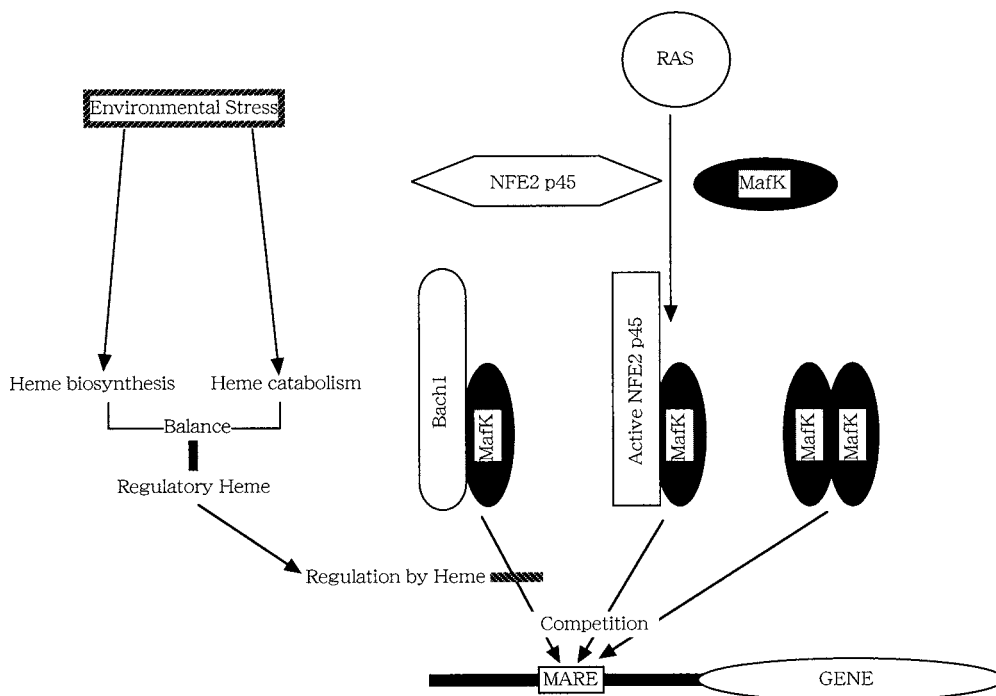 RAS
Environmental Stress
NFE2 p45
MafK
Bach1
MafK
Active NFE2 p45
MafK
MafK
MafK
Heme biosynthesis
Heme catabolism
Balance
Regulatory Heme
Regulation by Heme
Competition
MARE
GENE